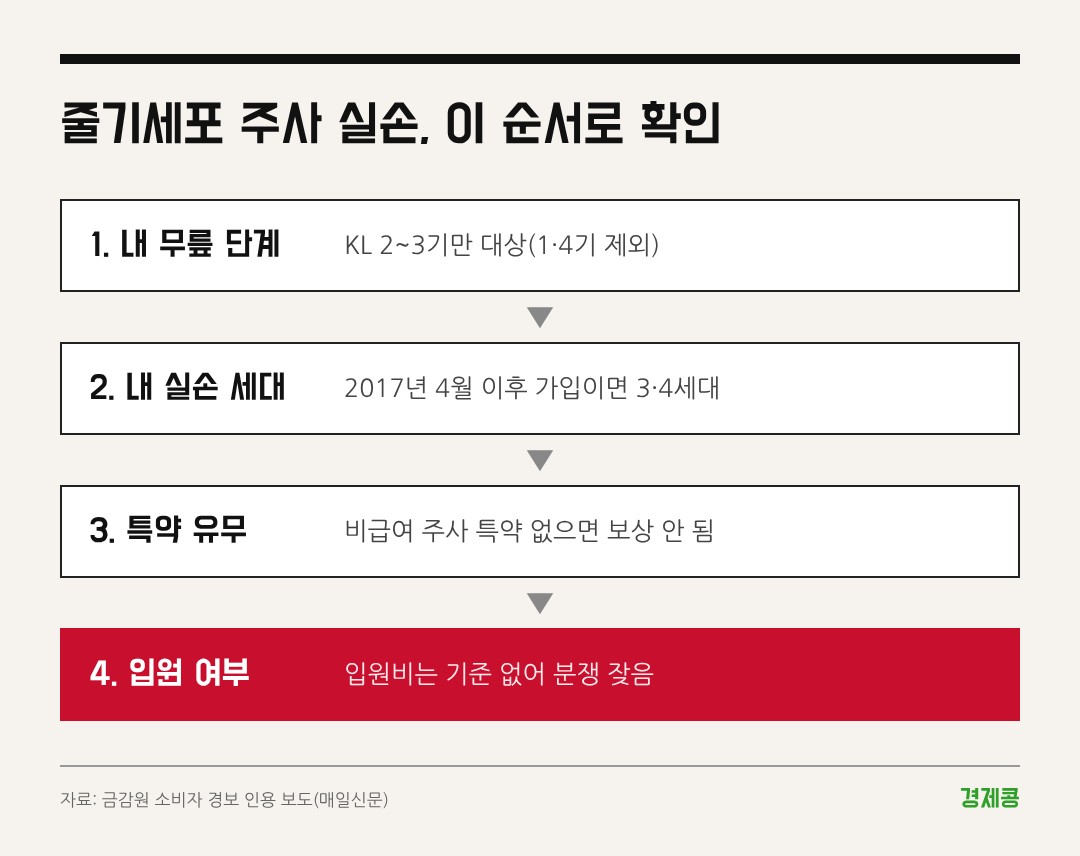 줄기세포 주사 실손, 이 순서로 확인
1. 내 무릎 단계 KL 2~3기만 대상(1·4기 제외)
2. 내 실손 세대 2017년 4월 이후 가입이면 3·4세대
3. 특약 유무 비급여 주사 특약 없으면 보상 안 됨
4. 입원 여부 입원비는 기준 없어 분쟁 잦음
자료: 금감원 소비자 경보 인용 보도(매일신문)
경제콩